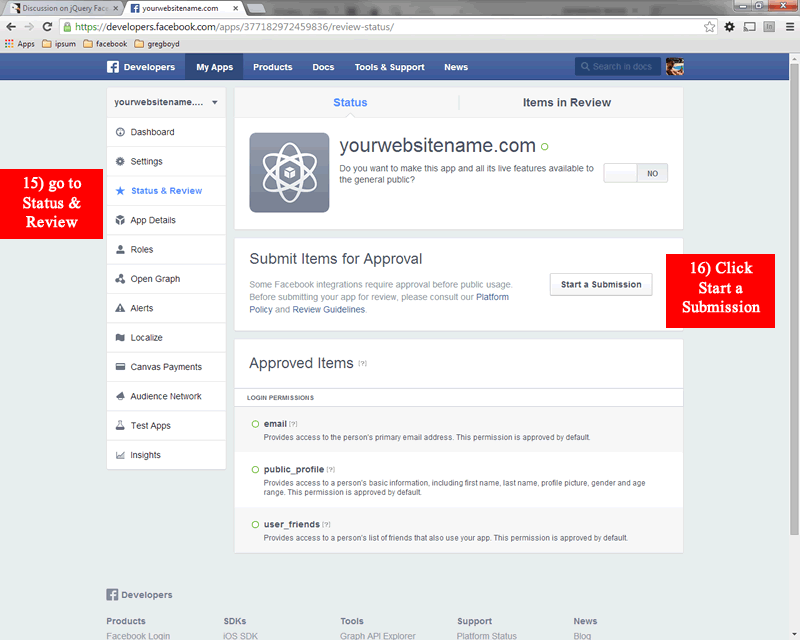 Discussion on jQuery Face
yourwebsitename.com
https://developers.facebook.com/apps/377182972459836/review-status/
Apps ipsum facebook gregboyd
Developers My Apps Products Docs Tools & Support News Search in docs
yourwebsitename....
Dashboard
Settings
Status & Review
App Details
Roles
Open Graph
Alerts
Localize
Canvas Payments
Audience Network
Test Apps
Insights
15) go to
Status &
Review
Status Items in Review
yourwebsitename.com
Do you want to make this app and all its live features available to
the general public?
NO
Submit Items for Approval
Some Facebook integrations require approval before public usage.
Before submitting your app for review, please consult our Platform
Policy and Review Guidelines.
Start a Submission
16) Click
Start a
Submission
Approved Items [?]
LOGIN PERMISSIONS
email [?]
Provides access to the person's primary email address. This permission is approved by default.
public_profile [?]
Provides access to a person's basic information, including first name, last name, profile picture, gender and age
range. This permission is approved by default.
user_friends [?]
Provides access to a person's list of friends that also use your app. This permission is approved by default.
Developers
Products SDKs Tools Support News
Facebook Login iOS SDK Graph API Explorer Platform Status Blog